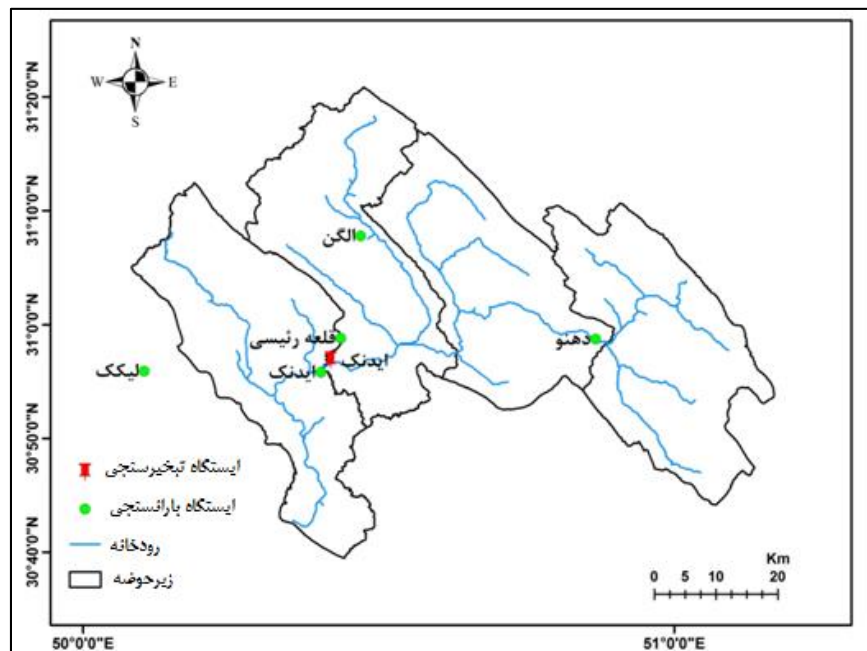 N
W E
S
31°20'0"N
31°10'0"N
31°0'0"N
30°50'0"N
30°40'0"N
الگن
قلعه رئیسی
ایدنک
ایدنک
لیکک
دهنو
ایستگاه تبخیرسنجی
ایستگاه بارانسنجی
رودخانه
زیرحوضه
Km
0 5 10 20
50°0'0"E
51°0'0"E